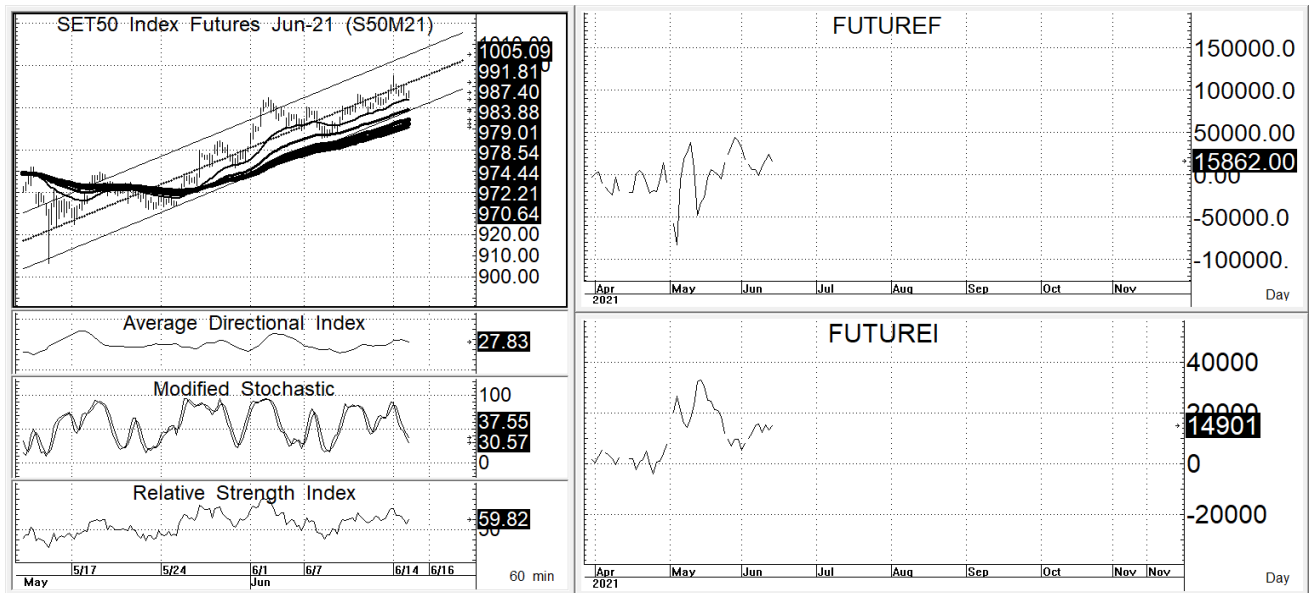 SET50 Index Futures Jun-21 (S50M21)
1005.09
991.81
987.40
983.88
979.01
978.54
974.44
972.21
970.64
920.00
910.00
900.00
Average Directional Index
27.83
Modified Stochastic
100
37.55
30.57
0
Relative Strength Index
59.82
5/17 5/24 6/1 6/7 6/14 6/16
May Jun
60 min
FUTUREF
150000.0
100000.0
50000.00
15862.00
0.00
-50000.0
-100000.
Apr May Jun Jul Aug Sep Oct Nov
2021
Day
FUTUREI
40000
20000
14901
0
-20000
Apr May Jun Jul Aug Sep Oct Nov Nov
2021
Day